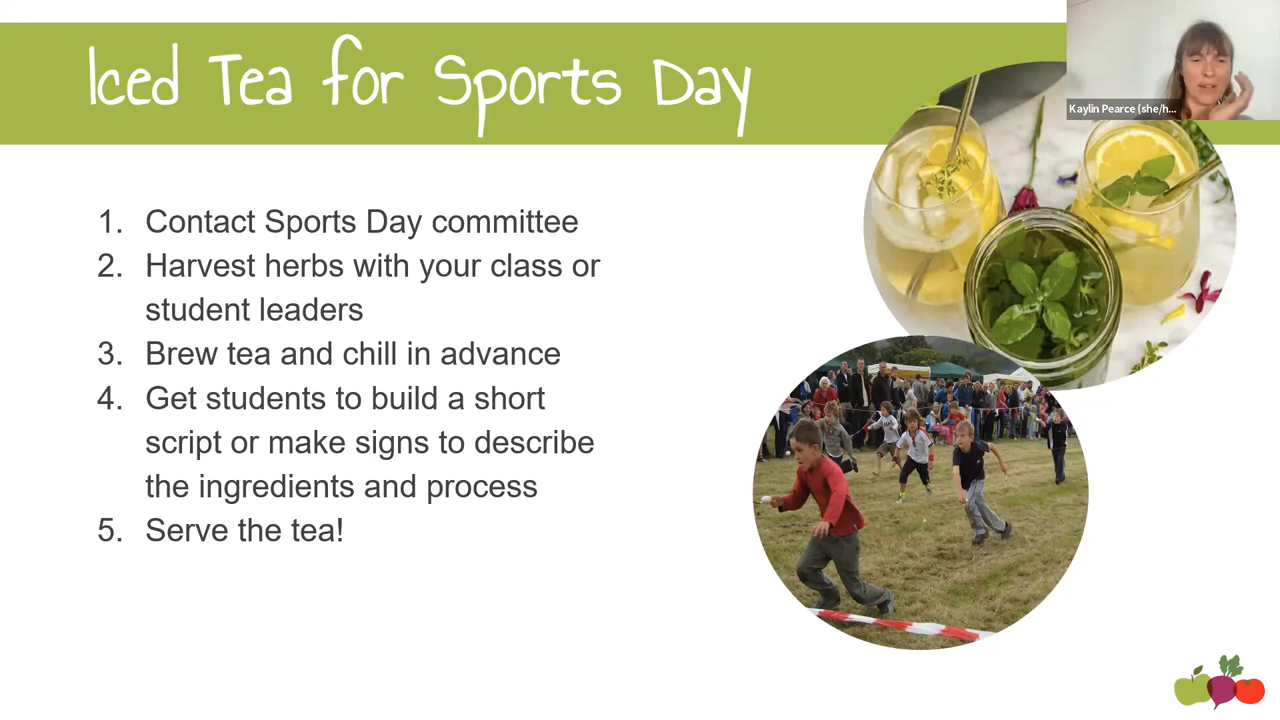 Iced Tea for Sports Day
Kaylin Pearce (she/h...
1. Contact Sports Day committee
2. Harvest herbs with your class or
student leaders
3. Brew tea and chill in advance
4. Get students to build a short
script or make signs to describe
the ingredients and process
5. Serve the tea!